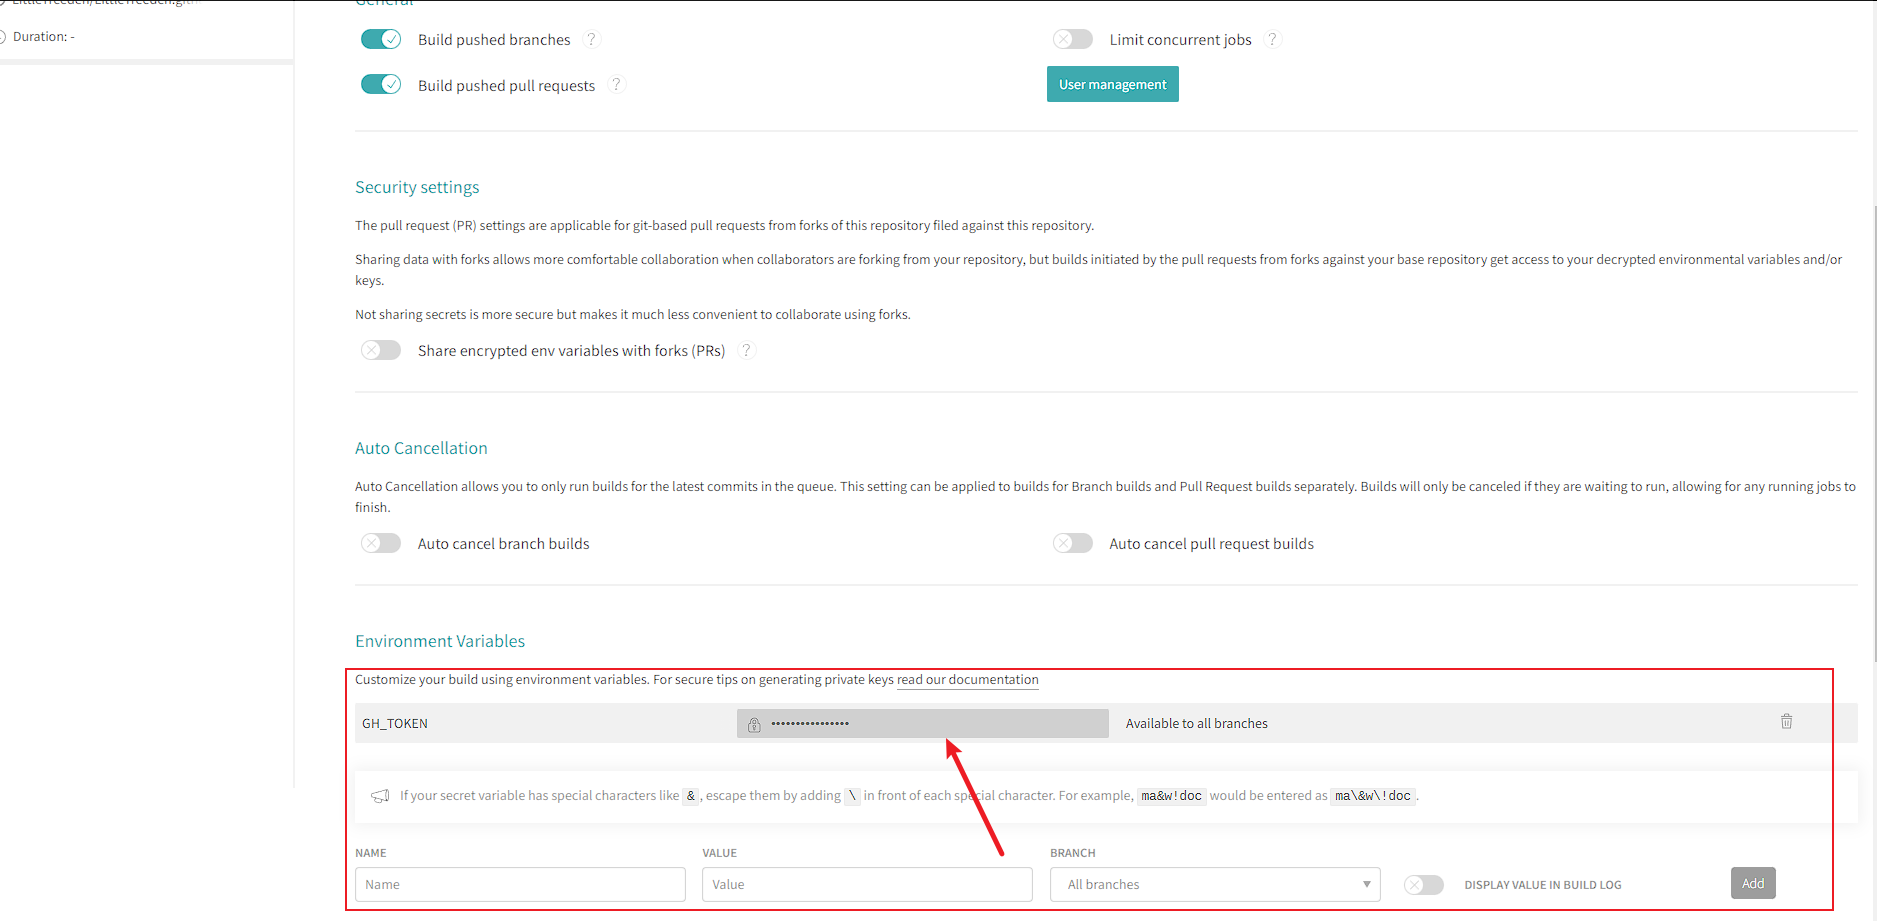 Duration: -
General
Build pushed branches ?
Limit concurrent jobs ?
Build pushed pull requests ?
User management
Security settings
The pull request (PR) settings are applicable for git-based pull requests from forks of this repository filed against this repository.
Sharing data with forks allows more comfortable collaboration when collaborators are forking from your repository, but builds initiated by the pull requests from forks against your base repository get access to your decrypted environmental variables and/or
keys.
Not sharing secrets is more secure but makes it much less convenient to collaborate using forks.
Share encrypted env variables with forks (PRs) ?
Auto Cancellation
Auto Cancellation allows you to only run builds for the latest commits in the queue. This setting can be applied to builds for Branch builds and Pull Request builds separately. Builds will only be canceled if they are waiting to run, allowing for any running jobs to
finish.
Auto cancel branch builds
Auto cancel pull request builds
Environment Variables
Customize your build using environment variables. For secure tips on generating private keys read our documentation
GH_TOKEN •••••••••••••••• Available to all branches
If your secret variable has special characters like & , escape them by adding \ in front of each special character. For example, ma&w!doc would be entered as ma\&w\!doc .
NAME VALUE BRANCH
Name Value All branches DISPLAY VALUE IN BUILD LOG Add